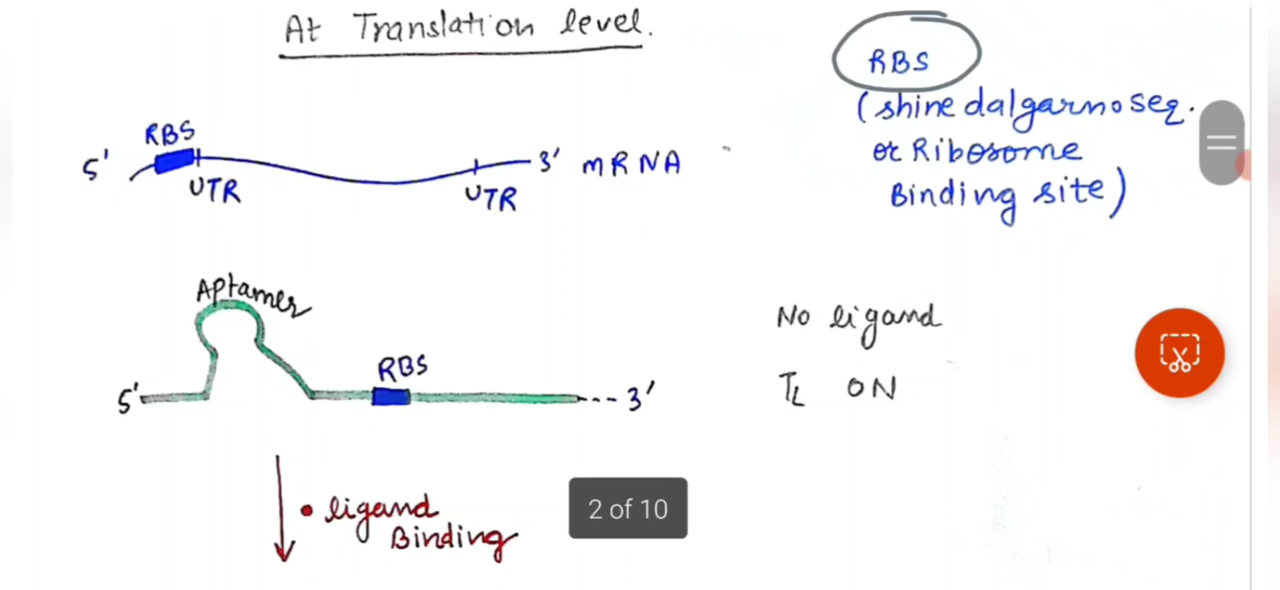 At Translation level.
RBS
(shine dalgarno seq.
or Ribosome
Binding site)
RBS
5' 3' mRNA
UTR UTR
Aptamer
RBS
5' 3'
No ligand
TL ON
ligand
Binding
2 of 10